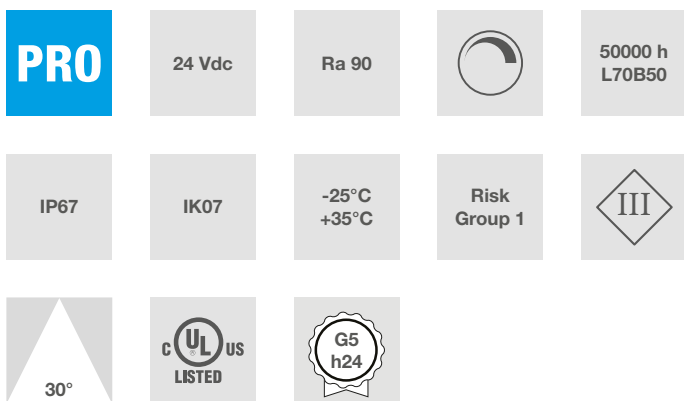 PRO
24 Vdc
Ra 90
50000 h
L70B50
IP67
IK07
-25°C
+35°C
Risk
Group 1
III
30°
C UL US
®
LISTED
G5
h24